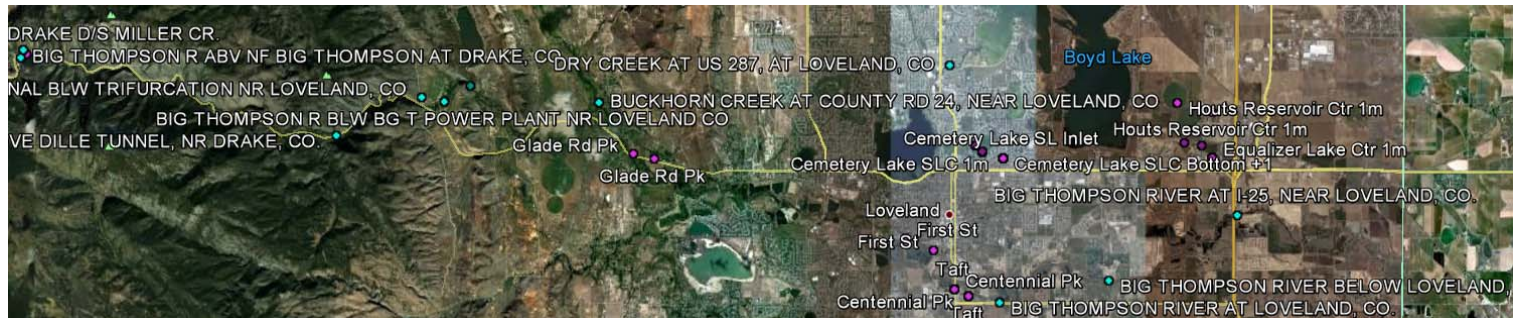 DRAKE D/S MILLER CR.
BIG THOMPSON R ABV NF BIG THOMPSON AT DRAKE, CO
DRY CREEK AT US 287, AT LOVELAND, CO
Boyd Lake
NAL BLW TRIFURCATION NR LOVELAND, CO
BUCKHORN CREEK AT COUNTY RD 24, NEAR LOVELAND, CO
Houts Reservoir Ctr 1m
BIG THOMPSON R BLW BG T POWER PLANT NR LOVELAND CO
Houts Reservoir Ctr 1m
VE DILLE TUNNEL, NR DRAKE, CO.
Glade Rd Pk
Cemetery Lake SL Inlet
Equalizer Lake Ctr 1m
Glade Rd Pk
Cemetery Lake SLC 1m
Cemetery Lake SLC Bottom +1
BIG THOMPSON RIVER AT I-25, NEAR LOVELAND, CO.
Loveland
First St
First St
Taft
Centennial Pk
BIG THOMPSON RIVER BELOW LOVELAND,
Centennial Pk
Taft
BIG THOMPSON RIVER AT LOVELAND, CO.